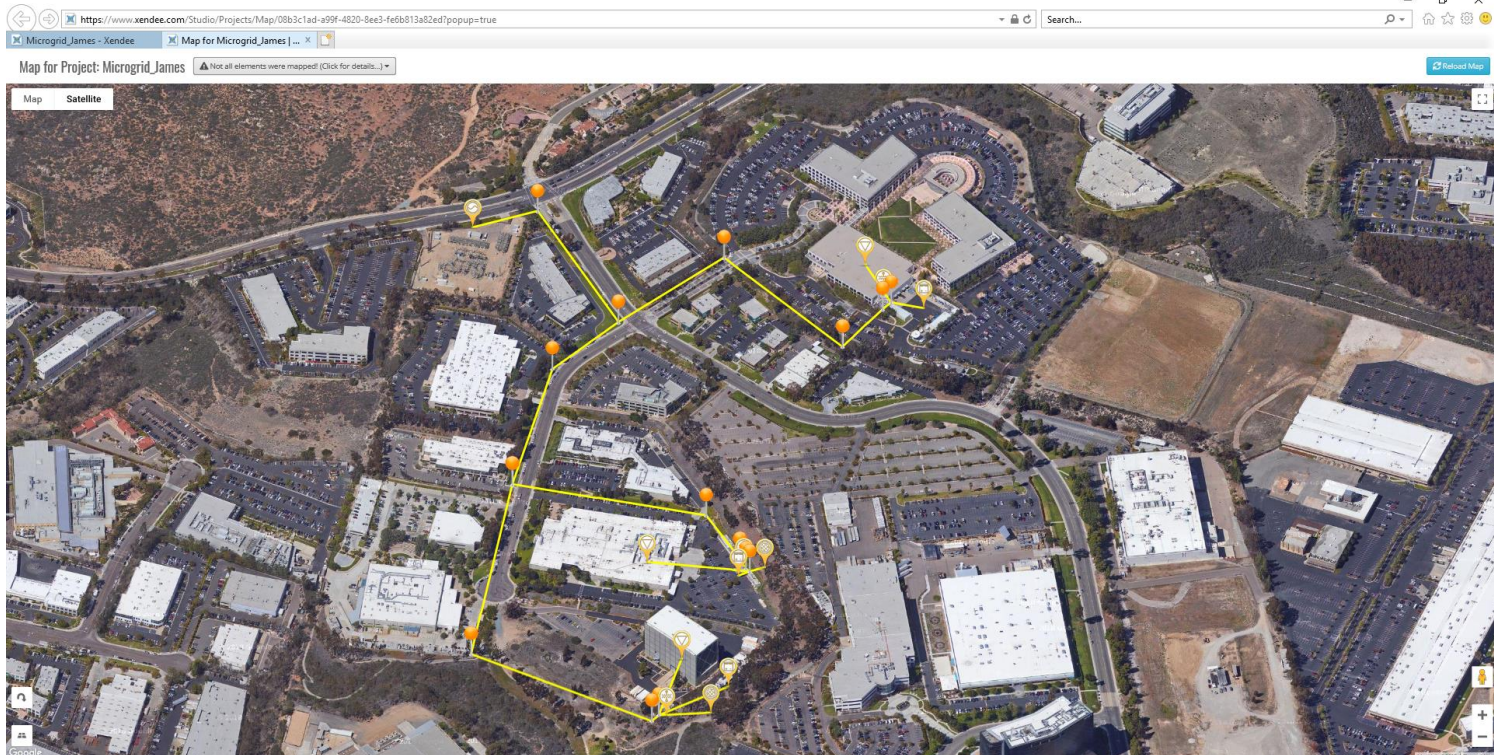 https://www.xendee.com/Studio/Projects/Map/08b3c1ad-a99f-4820-8ee3-fe6b813a82ed?popup=true
Search...
Microgrid_James - Xendee
Map for Microgrid_James | ...
Map for Project: Microgrid_James
Not all elements were mapped! (Click for details...)
Reload Map
Map
Satellite
Google